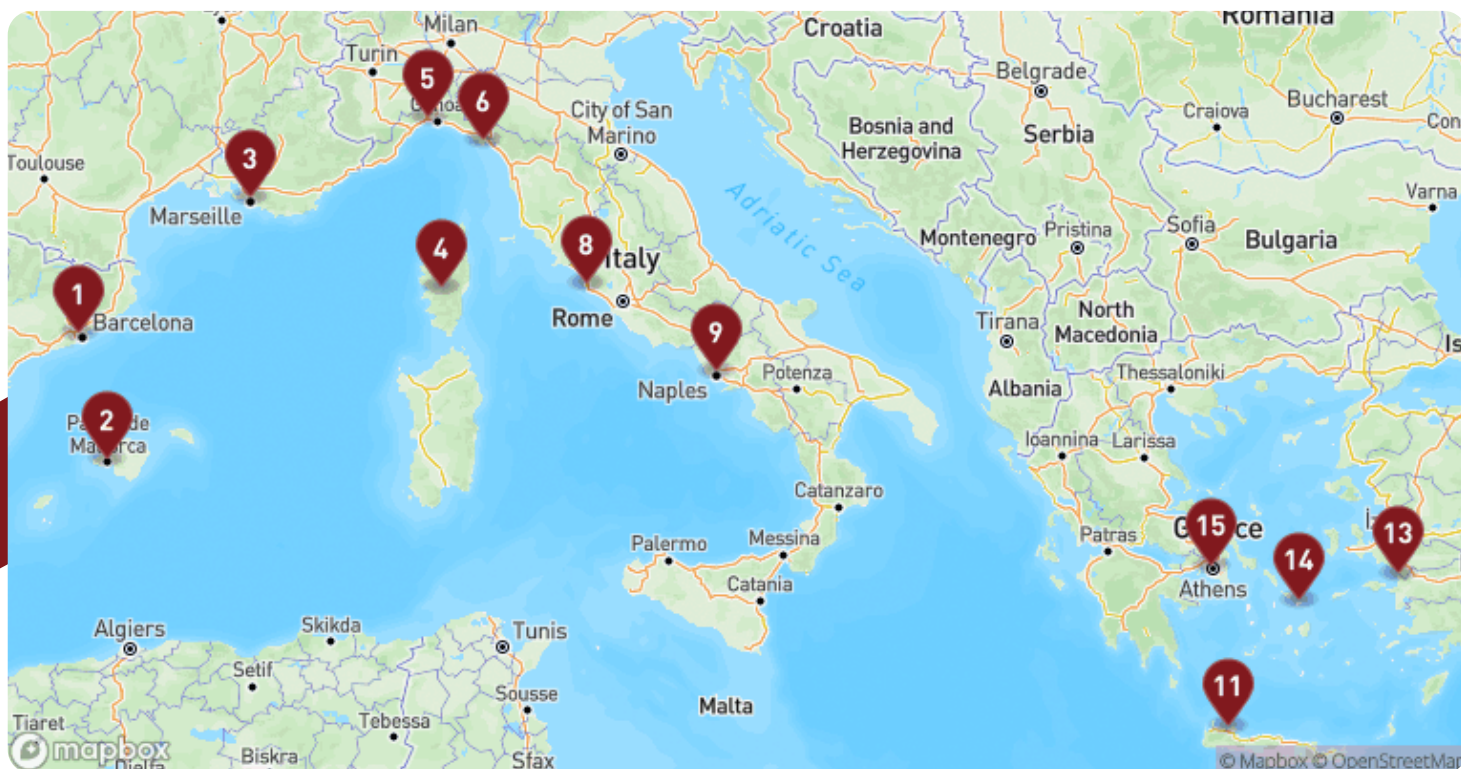 Milan
Turin
Croatia
Romania
Belgrade
Bucharest
Craiova
5
6
City of San
Marino
Bosnia and
Herzegovina
Serbia
3
Toulouse
Marseille
Adriatic Sea
Varna
Montenegro
Pristina
Sofia
Bulgaria
4
8
Italy
1
Barcelona
Rome
9
Tirana
North
Macedonia
Naples
Potenza
Albania
Thessaloniki
2
Ioannina
Larissa
Catanzaro
15
13
Palermo
Messina
Patras
14
Athens
Catania
Algiers
Skikda
Tunis
Setif
11
Sousse
Malta
Tiaret
Tebessa
mapbox
Biskra
Sfax
© Mapbox © OpenStreetMap